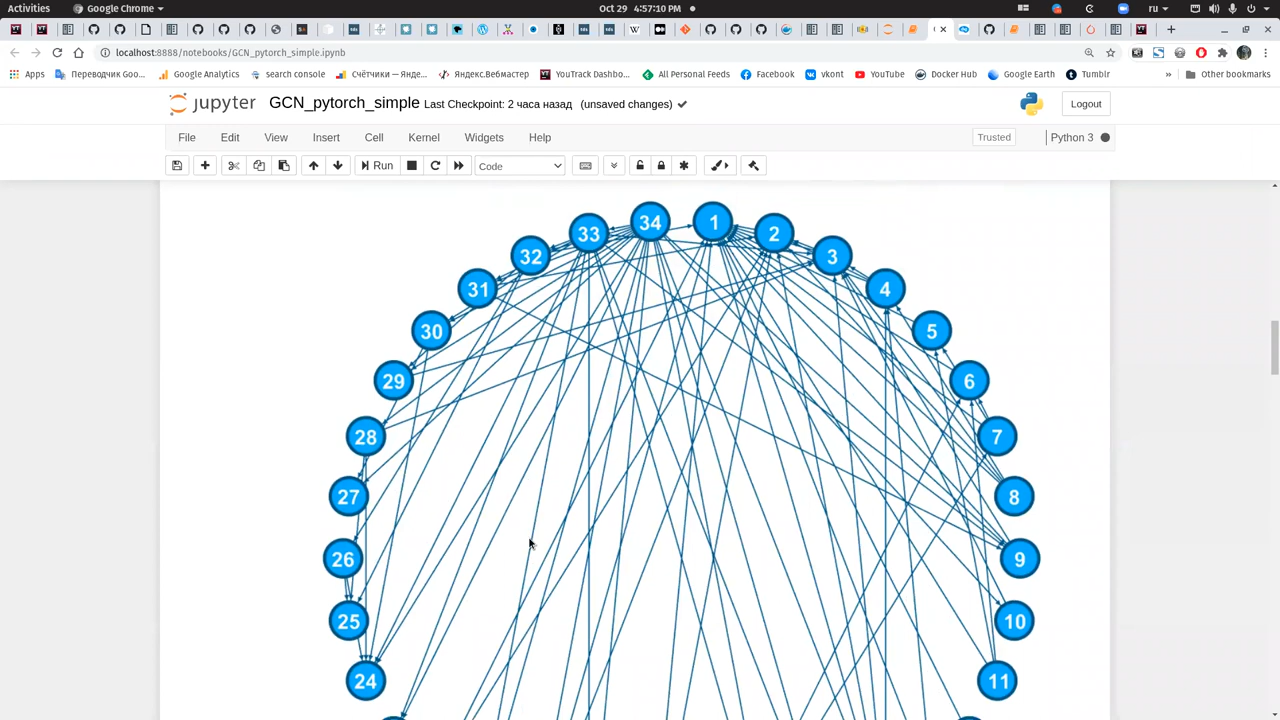 Activities Google Chrome Oct 29 4:57:10 PM ru
localhost:8888/notebooks/GCN_pytorch_simple.ipynb
Apps Переводчик Goo... Google Analytics search console Счётчики — Янде... Яндекс.Вебмастер YouTrack Dashbo... All Personal Feeds Facebook vkont YouTube Docker Hub Google Earth Tumblr » Other bookmarks
jupyter GCN_pytorch_simple Last Checkpoint: 2 часа назад (unsaved changes) Logout
File Edit View Insert Cell Kernel Widgets Help Trusted Python 3
Run Code
34 1
33 2
32 3
31 4
30 5
29 6
28 7
27 8
26 9
25 10
24 11